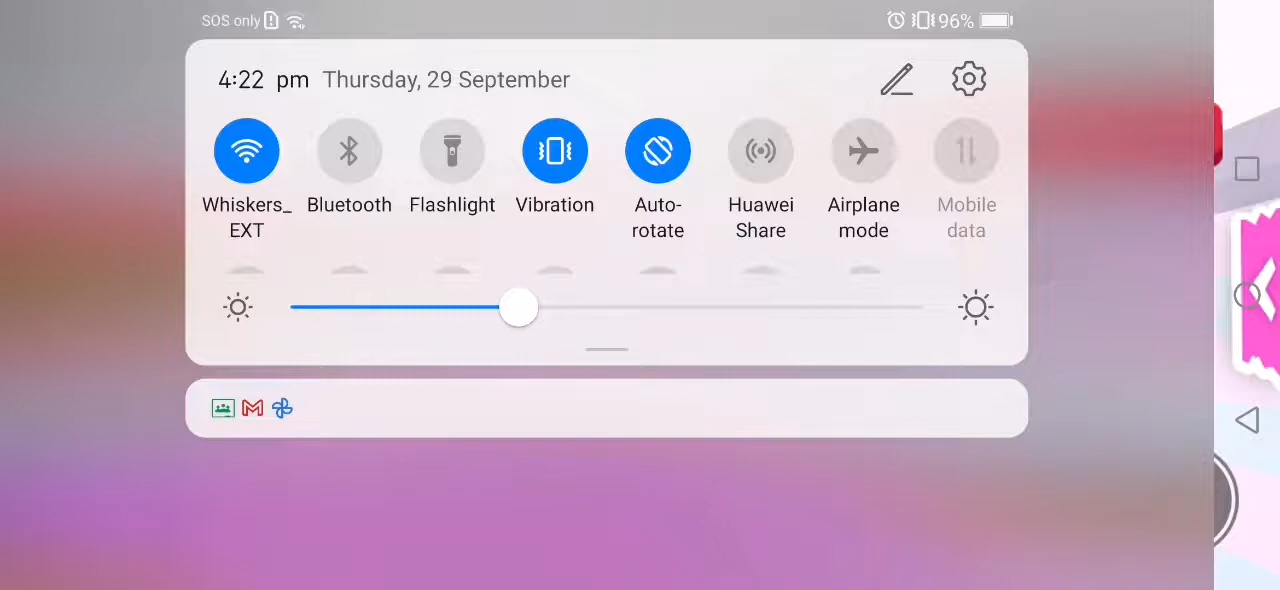 SOS only 96%
4:22 pm Thursday, 29 September
Whiskers_ Bluetooth Flashlight Vibration Auto- Huawei Airplane Mobile
EXT rotate Share mode data